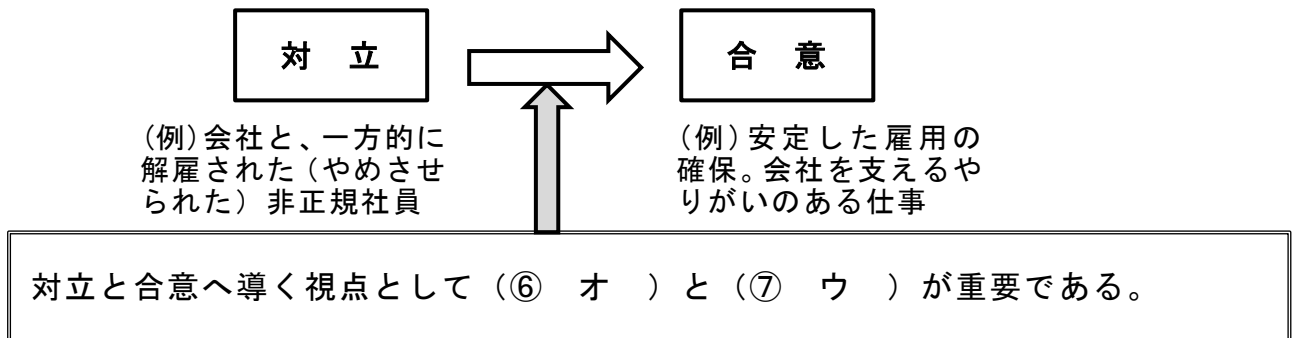 対 立
合 意
(例)会社と、一方的に
解雇された(やめさせ
られた)非正規社員
(例)安定した雇用の
確保。会社を支えるや
りがいのある仕事
対立と合意へ導く視点として(⑥ オ )と(⑦ ウ )が重要である。